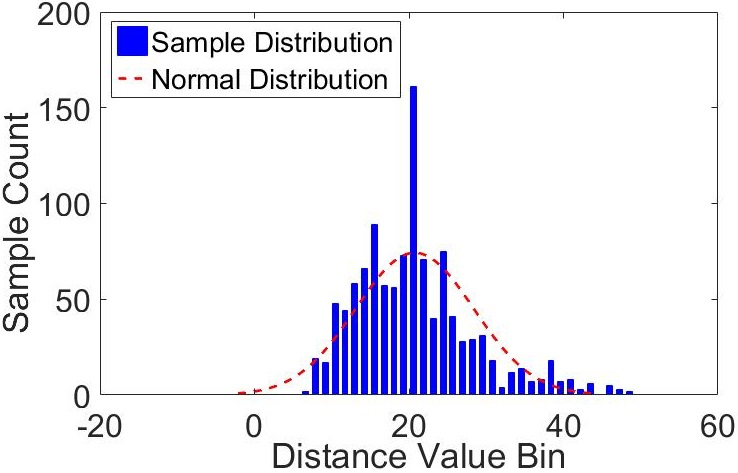 200
Sample Distribution
Normal Distribution
150
100
50
0
Sample Count
-20 0 20 40 60
Distance Value Bin